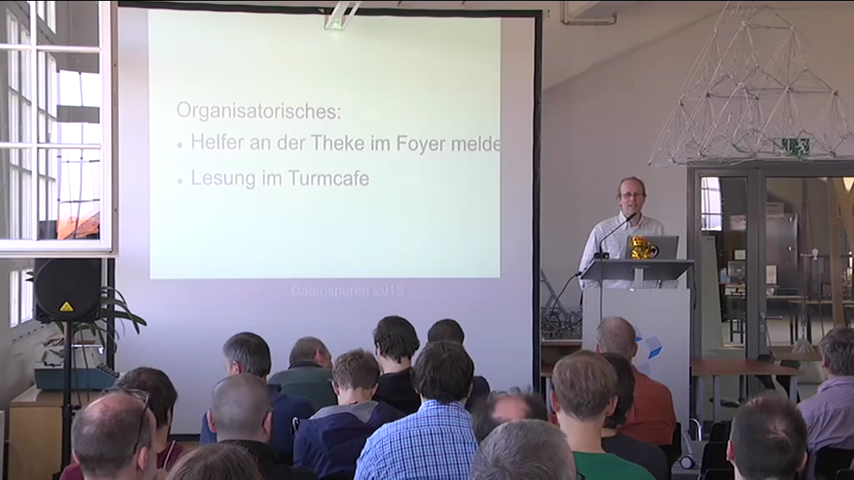 Organisatorisches:
• Helfer an der Theke im Foyer melde
• Lesung im Turmcafe
Datenspuren 2015